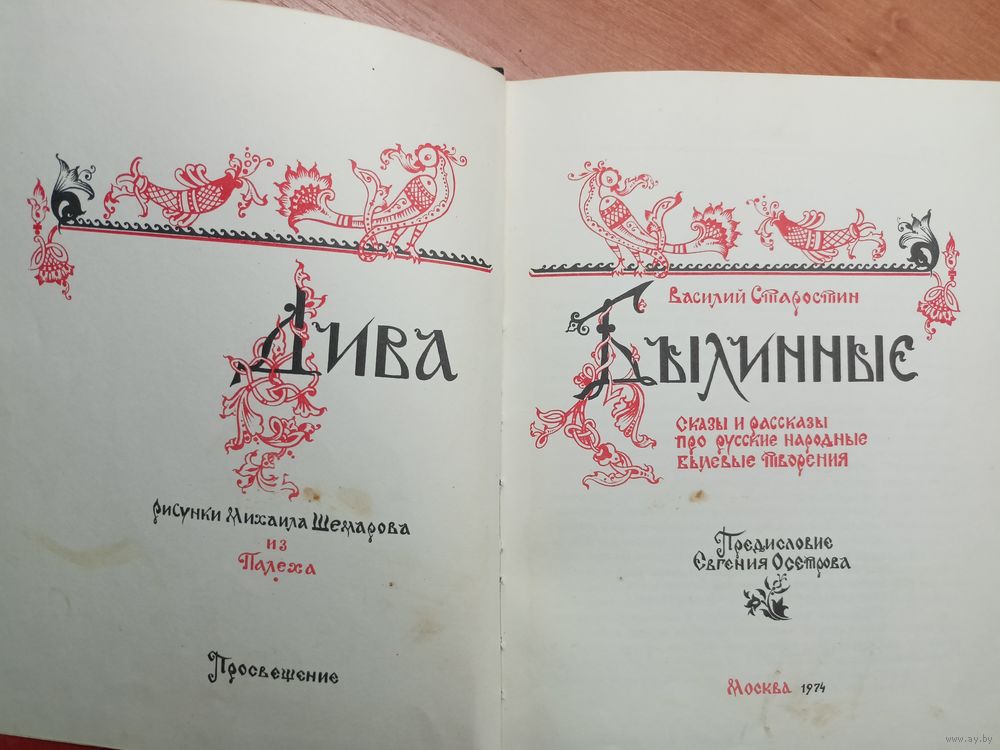 Дива
рисунки Михаила Шемарова
из
Палеха
Просвещение
Василий Старостин
Былинные
сказы и рассказы
про русские народные
былевые творения
Предисловие
Евгения Осетрова
Москва 1974
© www.ay.by